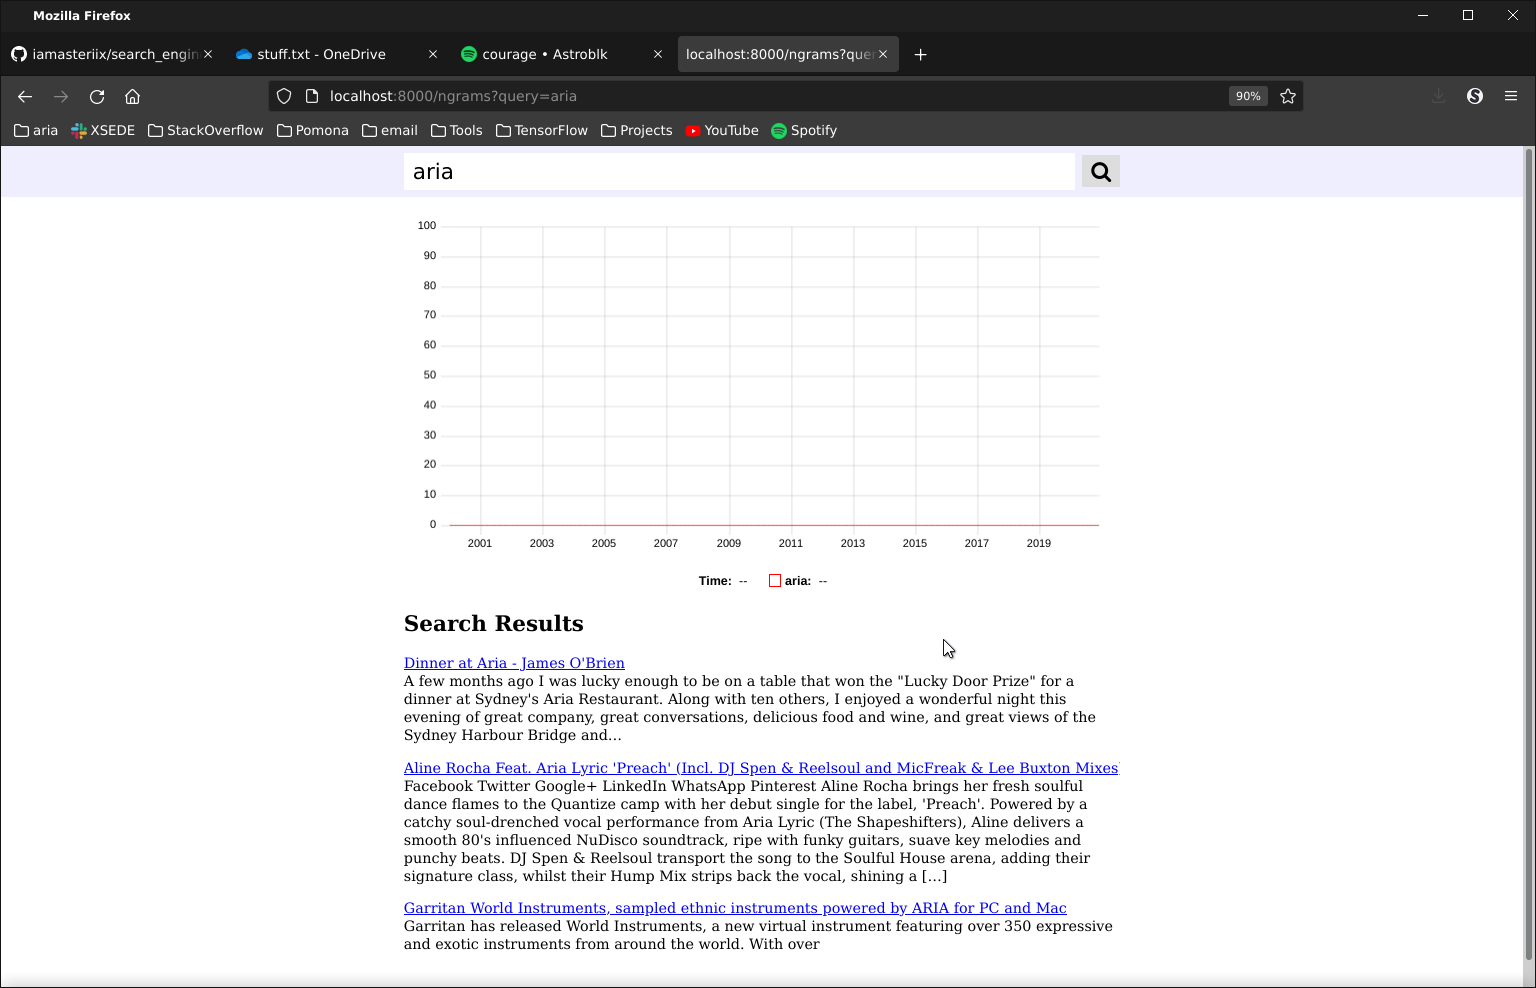 Mozilla Firefox
iamasteriix/search_engin
stuff.txt - OneDrive
courage • Astroblk
localhost:8000/ngrams?que
localhost:8000/ngrams?query=aria
90%
aria
XSEDE
StackOverflow
Pomona
email
Tools
TensorFlow
Projects
YouTube
Spotify
aria
100
90
80
70
60
50
40
30
20
10
0
2001 2003 2005 2007 2009 2011 2013 2015 2017 2019
Time: -- aria: --
Search Results
Dinner at Aria - James O'Brien
A few months ago I was lucky enough to be on a table that won the "Lucky Door Prize" for a
dinner at Sydney's Aria Restaurant. Along with ten others, I enjoyed a wonderful night this
evening of great company, great conversations, delicious food and wine, and great views of the
Sydney Harbour Bridge and...
Aline Rocha Feat. Aria Lyric 'Preach' (Incl. DJ Spen & Reelsoul and MicFreak & Lee Buxton Mixes)
Facebook Twitter Google+ LinkedIn WhatsApp Pinterest Aline Rocha brings her fresh soulful
dance flames to the Quantize camp with her debut single for the label, 'Preach'. Powered by a
catchy soul-drenched vocal performance from Aria Lyric (The Shapeshifters), Aline delivers a
smooth 80's influenced NuDisco soundtrack, ripe with funky guitars, suave key melodies and
punchy beats. DJ Spen & Reelsoul transport the song to the Soulful House arena, adding their
signature class, whilst their Hump Mix strips back the vocal, shining a [...]
Garritan World Instruments, sampled ethnic instruments powered by ARIA for PC and Mac
Garritan has released World Instruments, a new virtual instrument featuring over 350 expressive
and exotic instruments from around the world. With over